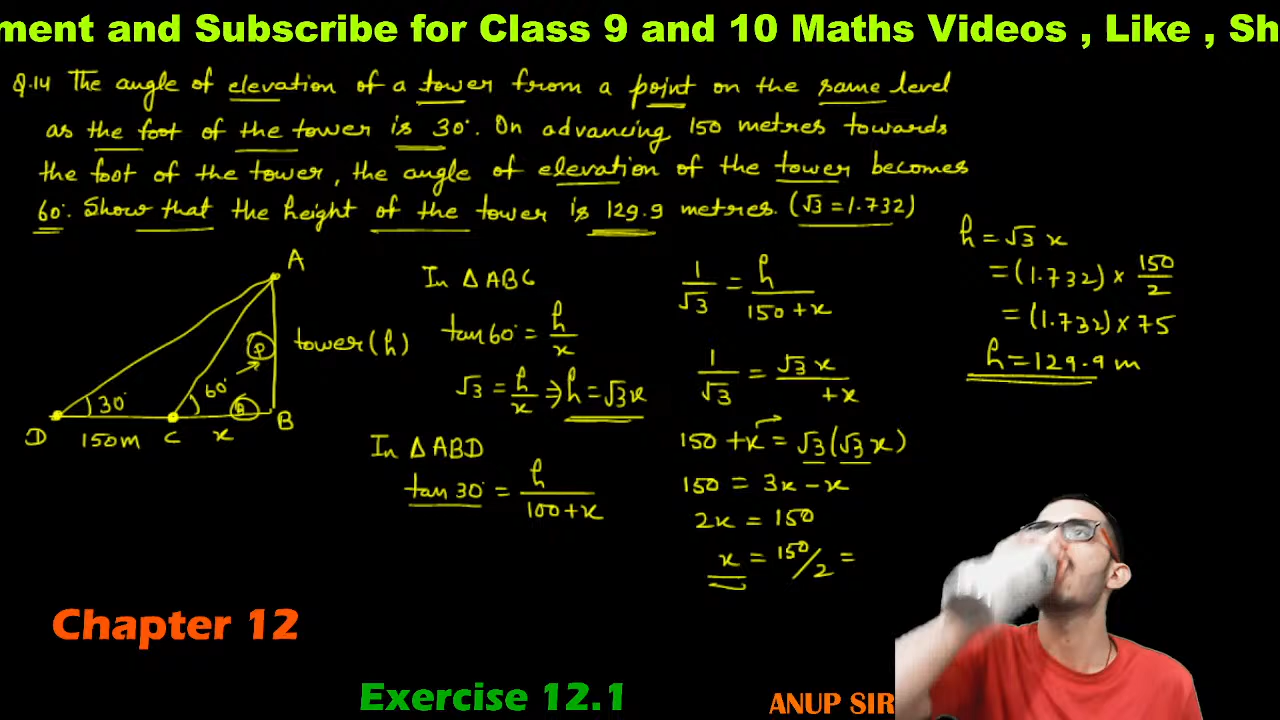 ment and Subscribe for Class 9 and 10 Maths Videos , Like , Sh
Q.14 The angle of elevation of a tower from a point on the same level
as the foot of the tower is 30°. On advancing 150 metres towards
the foot of the tower, the angle of elevation of the tower becomes
60°. Show that the height of the tower is 129.9 metres. (√3 = 1.732)
A
tower (h)
P
60°
30°
B
D
150m
C
x
B
In △ ABC
tan 60° = h/x
√3 = h/x ⇒ h = √3x
In △ ABD
tan 30° = h/100+x
1/√3 = h/150+x
1/√3 = √3x/+x
150 + x = √3(√3x)
150 = 3x − x
2x = 150
x = 150/2 =
h = √3 x
= (1.732) × 150/2
= (1.732) × 75
h = 129.9 m
Chapter 12
Exercise 12.1
ANUP SIR